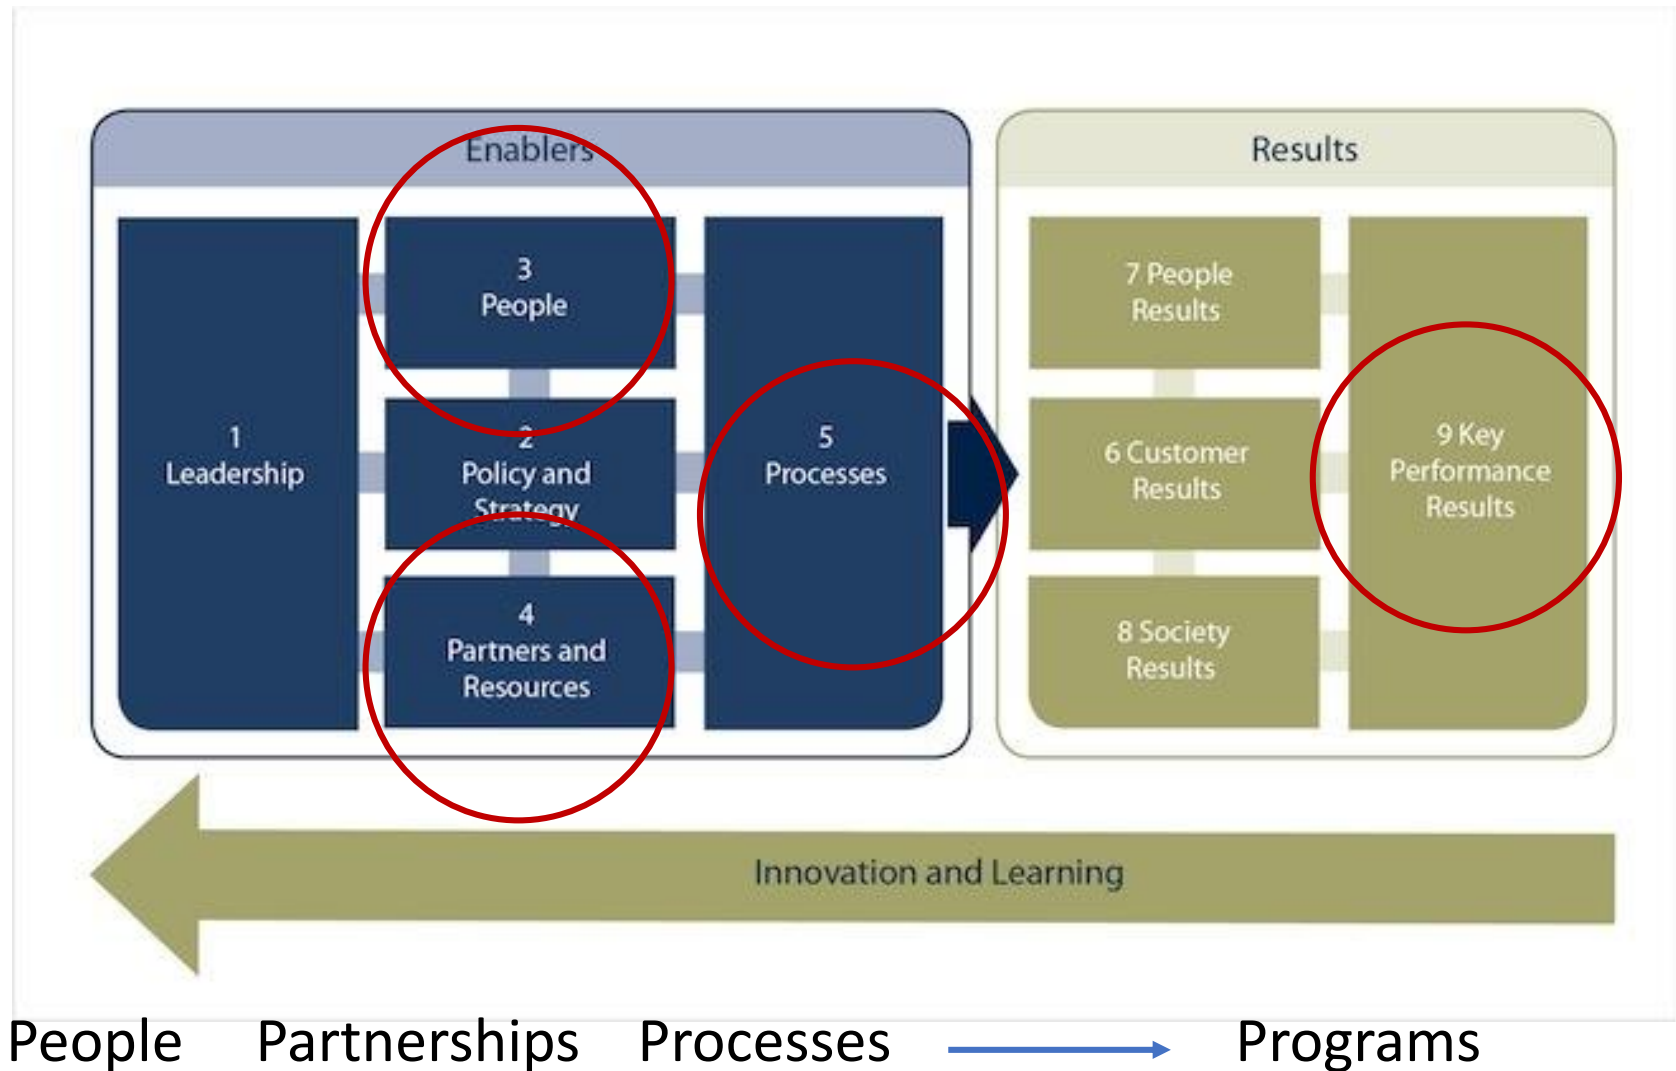 Enablers
Results
1
Leadership
3
People
2
Policy and
Strategy
4
Partners and
Resources
5
Processes
7 People
Results
6 Customer
Results
8 Society
Results
9 Key
Performance
Results
Innovation and Learning
People Partnerships Processes Programs